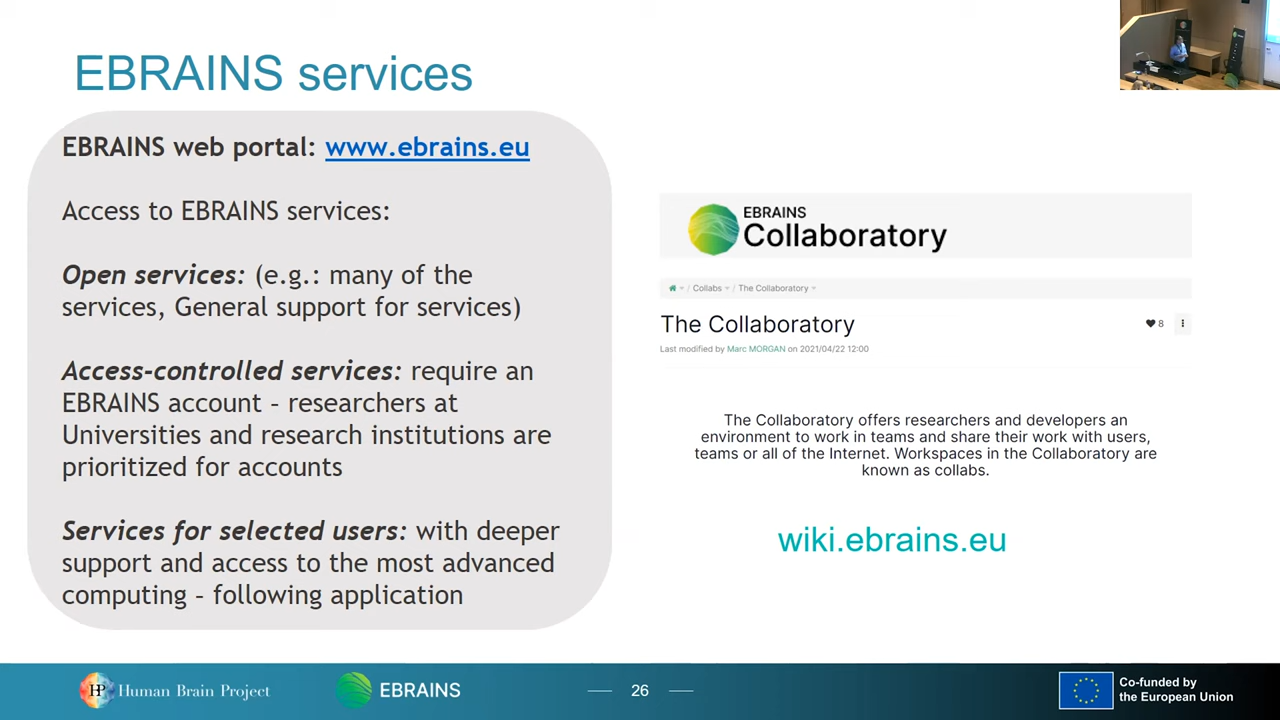 EBRAINS services
EBRAINS web portal: www.ebrains.eu
Access to EBRAINS services:
Open services: (e.g.: many of the
services, General support for services)
Access-controlled services: require an
EBRAINS account – researchers at
Universities and research institutions are
prioritized for accounts
Services for selected users: with deeper
support and access to the most advanced
computing – following application
EBRAINS
Collaboratory
/ Collabs / The Collaboratory
The Collaboratory
8
Last modified by Marc MORGAN on 2021/04/22 12:00
The Collaboratory offers researchers and developers an
environment to work in teams and share their work with users,
teams or all of the Internet. Workspaces in the Collaboratory are
known as collabs.
wiki.ebrains.eu
HP Human Brain Project
EBRAINS
26
Co-funded by
the European Union